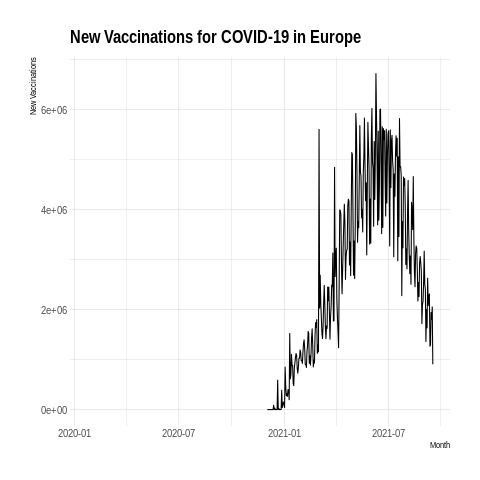 New Vaccinations for COVID-19 in Europe
New Vaccinations
6e+06
4e+06
2e+06
0e+00
2020-01 2020-07 2021-01 2021-07
Month